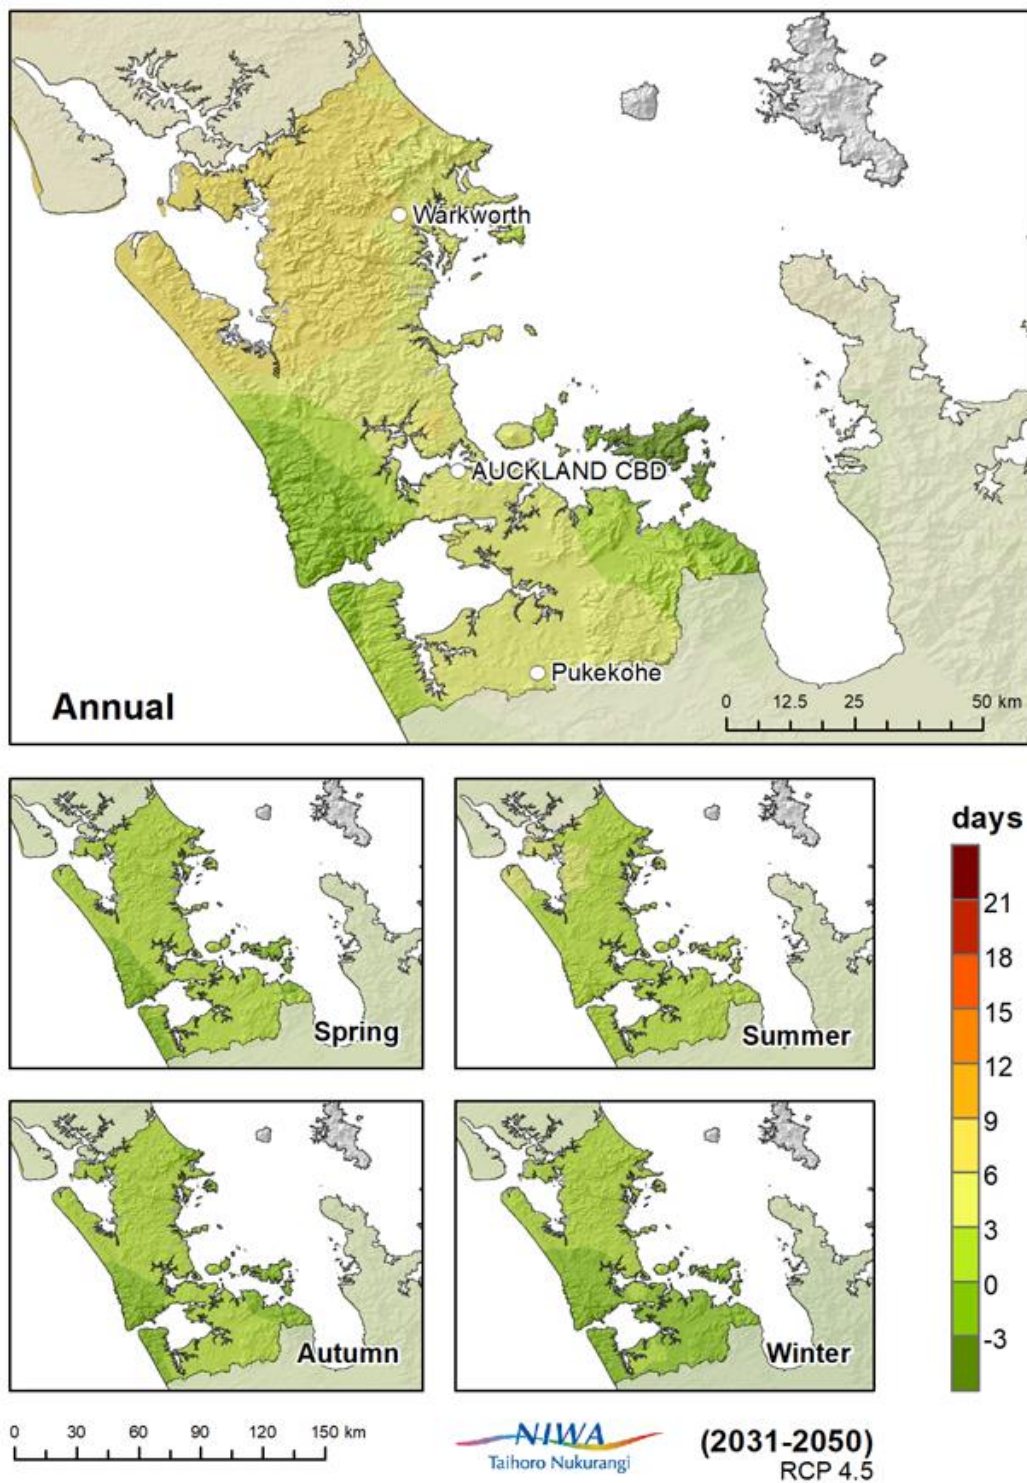 Warkworth
AUCKLAND CBD
Pukekohe
Annual
0 12.5 25 50 km
Spring
Summer
Autumn
Winter
days
21
18
15
12
9
6
3
0
-3
0 30 60 90 120 150 km
NIWA
Taihoro Nukurangi
(2031-2050)
RCP 4.5